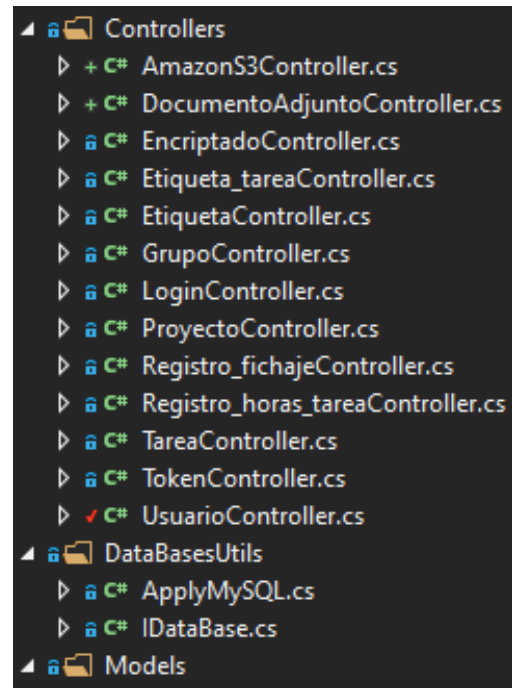 Controllers
C# AmazonS3Controller.cs
C# DocumentoAdjuntoController.cs
C# EncriptadoController.cs
C# Etiqueta_tareaController.cs
C# EtiquetaController.cs
C# GrupoController.cs
C# LoginController.cs
C# ProyectoController.cs
C# Registro_fichajeController.cs
C# Registro_horas_tareaController.cs
C# TareaController.cs
C# TokenController.cs
C# UsuarioController.cs
DataBasesUtils
C# ApplyMySQL.cs
C# IDataBase.cs
Models